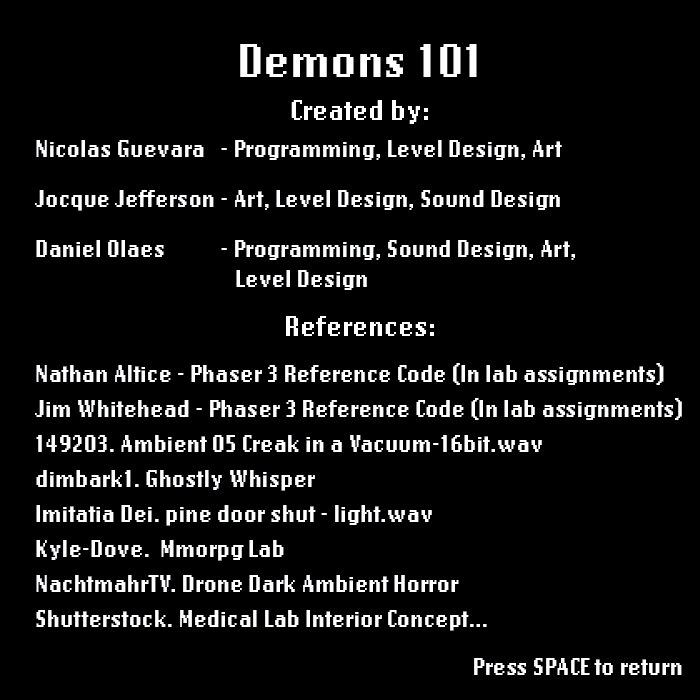 Demons 101
Created by:
Nicolas Guevara - Programming, Level Design, Art
Jocque Jefferson - Art, Level Design, Sound Design
Daniel Olaes - Programming, Sound Design, Art,
Level Design
References:
Nathan Altice - Phaser 3 Reference Code (In lab assignments)
Jim Whitehead - Phaser 3 Reference Code (In lab assignments)
149203. Ambient 05 Creak in a Vacuum-16bit.wav
dimbark1. Ghostly Whisper
Imitatia Dei. pine door shut - light.wav
Kyle-Dove. Mmorpg Lab
NachtmahrTV. Drone Dark Ambient Horror
Shutterstock. Medical Lab Interior Concept...
Press SPACE to return